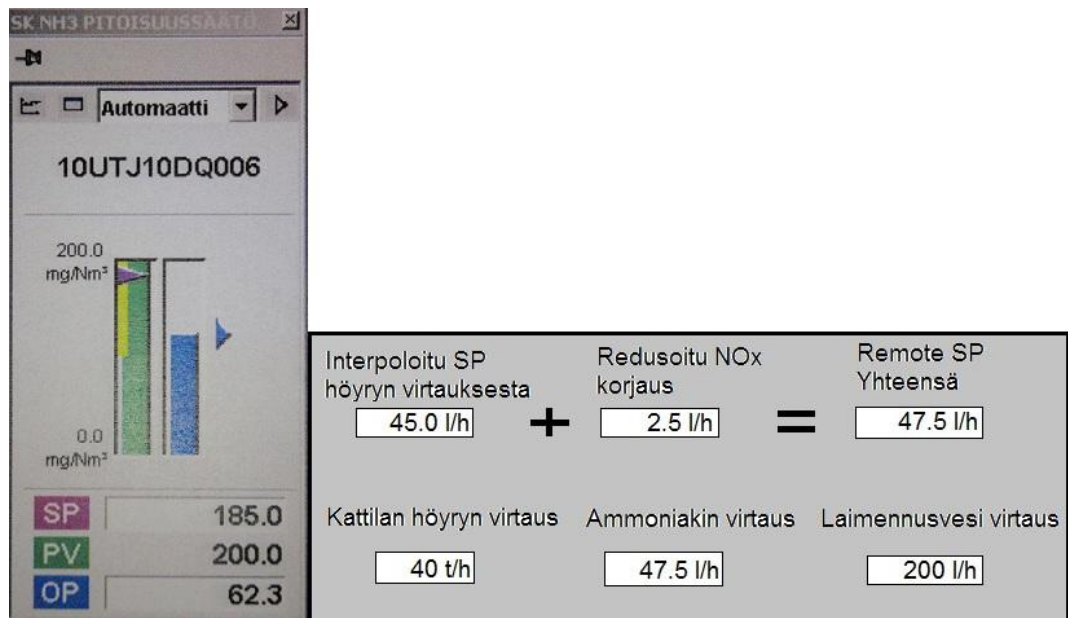 SK NH3 PITOISUUSSÄÄTÖ
Automaatti
10UTJ10DQ006
200.0
mg/Nm³
0.0
mg/Nm³
SP 185.0
PV 200.0
OP 62.3
Interpoloitu SP
höyryn virtauksesta
45.0 l/h
+
Redusoitu NOx
korjaus
2.5 l/h
=
Remote SP
Yhteensä
47.5 l/h
Kattilan höyryn virtaus
40 t/h
Ammoniakin virtaus
47.5 l/h
Laimennusvesi virtaus
200 l/h